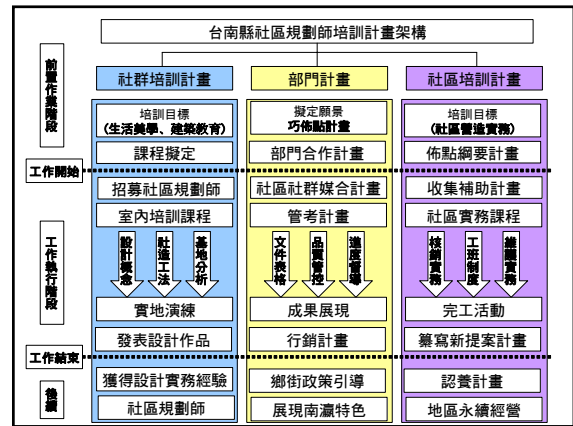 台南縣社區規劃師培訓計畫架構
前置作業階段
社群培訓計畫
部門計畫
社區培訓計畫
培訓目標
(生活美學、建築教育)
擬定願景
巧佈點計畫
培訓目標
(社區營造實務)
課程擬定
部門合作計畫
佈點綱要計畫
工作開始
招募社區規劃師
社區社群媒合計畫
收集補助計畫
室內培訓課程
管考計畫
社區實務課程
工作執行階段
設計概念
社造工法
基地分析
文件表格
品質管控
進度督導
核銷實務
工班制度
維護實務
實地演練
成果展現
完工活動
發表設計作品
行銷計畫
纂寫新提案計畫
工作結束
後續
獲得設計實務經驗
鄉街政策引導
認養計畫
社區規劃師
展現南瀛特色
地區永續經營